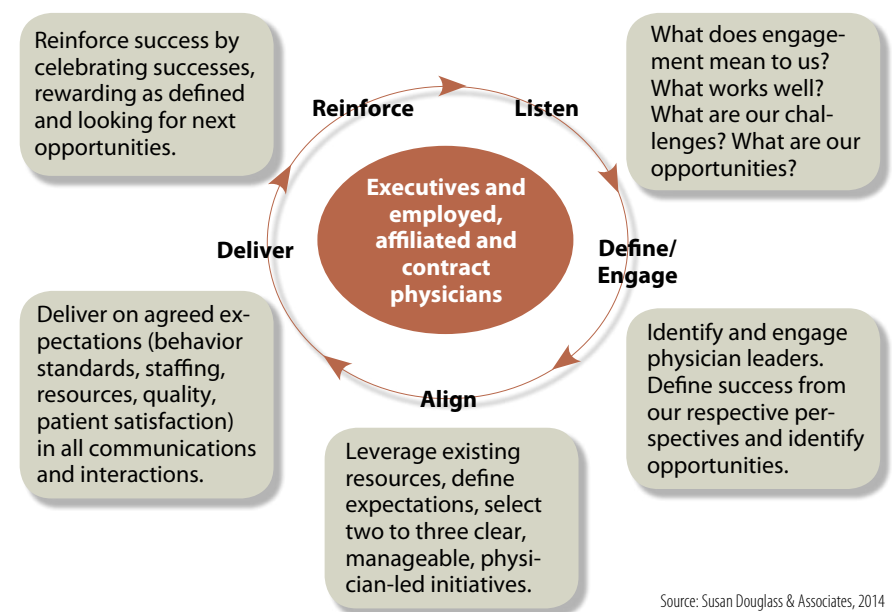 Reinforce success by
celebrating successes,
rewarding as defined
and looking for next
opportunities.
What does engage-
ment mean to us?
What works well?
What are our chal-
lenges? What are our
opportunities?
Reinforce
Listen
Executives and
employed,
affiliated and
contract
physicians
Deliver
Define/
Engage
Deliver on agreed ex-
pectations (behavior
standards, staffing,
resources, quality,
patient satisfaction)
in all communications
and interactions.
Identify and engage
physician leaders.
Define success from
our respective per-
spectives and identify
opportunities.
Align
Leverage existing
resources, define
expectations, select
two to three clear,
manageable, physi-
cian-led initiatives.
Source: Susan Douglass & Associates, 2014